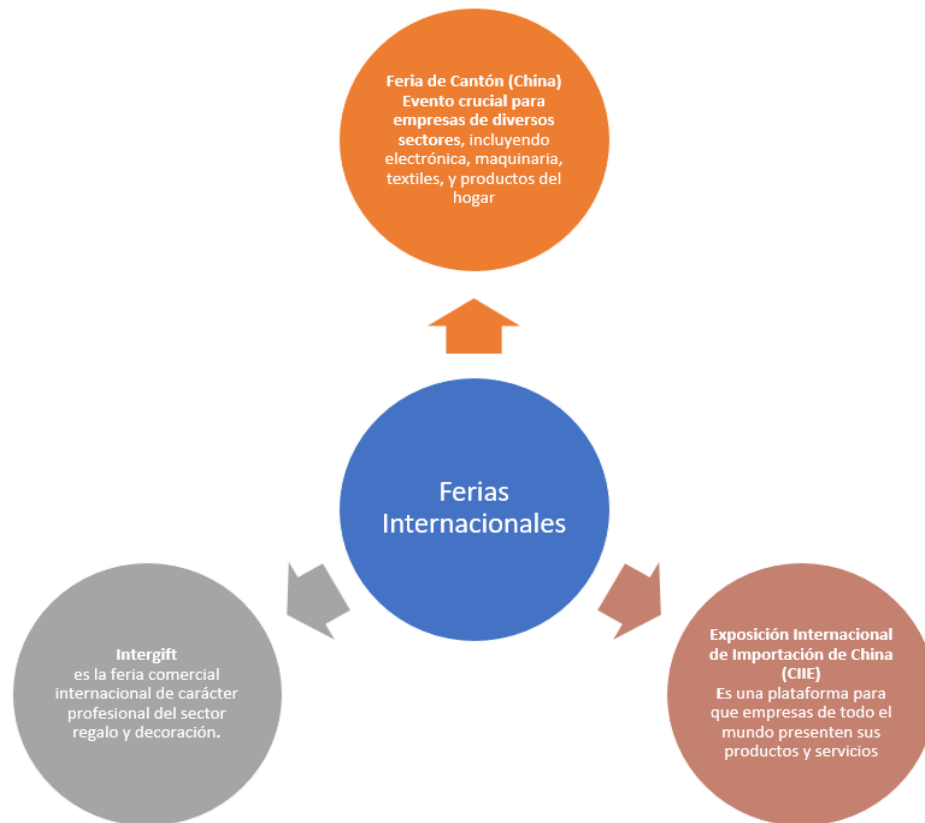 Feria de Cantón (China)
Evento crucial para
empresas de diversos
sectores, incluyendo
electrónica, maquinaria,
textiles, y productos del
hogar
Ferias
Internacionales
Intergift
es la feria comercial
internacional de carácter
profesional del sector
regalo y decoración.
Exposición Internacional
de Importación de China
(CIIE)
Es una plataforma para
que empresas de todo el
mundo presenten sus
productos y servicios